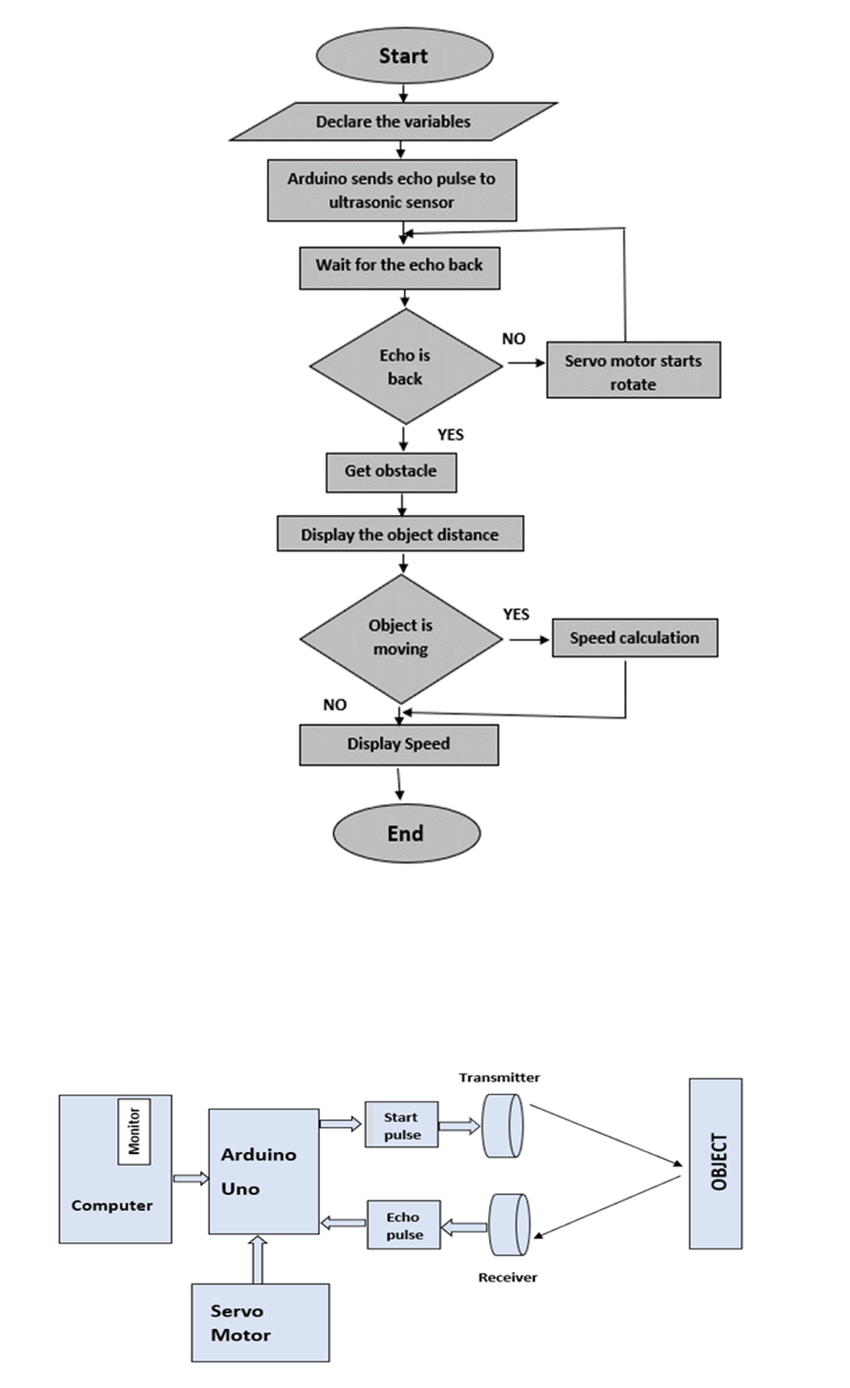 Start
Declare the variables
Arduino sends echo pulse to
ultrasonic sensor
Wait for the echo back
Echo is
back
NO
Servo motor starts
rotate
YES
Get obstacle
Display the object distance
Object is
moving
YES
Speed calculation
NO
Display Speed
End
Transmitter
Monitor
Computer
Arduino
Uno
Start
pulse
OBJECT
Echo
pulse
Receiver
Servo
Motor